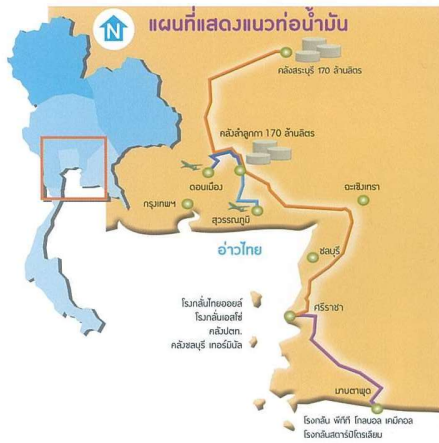 N
แผนที่แสดงแนวท่อน้ำมัน
คลังสระบุรี 170 ล้านลิตร
คลังลำลูกกา 170 ล้านลิตร
ดอนเมือง
ฉะเชิงเทรา
กรุงเทพฯ
สุวรรณภูมิ
อ่าวไทย
ชลบุรี
โรงกลั่นไทยออยล์
โรงกลั่นเอสโซ่
คลังปตท.
คลังชลบุรี เทอร์มินัล
ศรีราชา
มาบตาพุด
โรงกลั่น พีทีที โกลบอล เคมีคอล
โรงกลั่นสตาร์ปิโตรเลียม